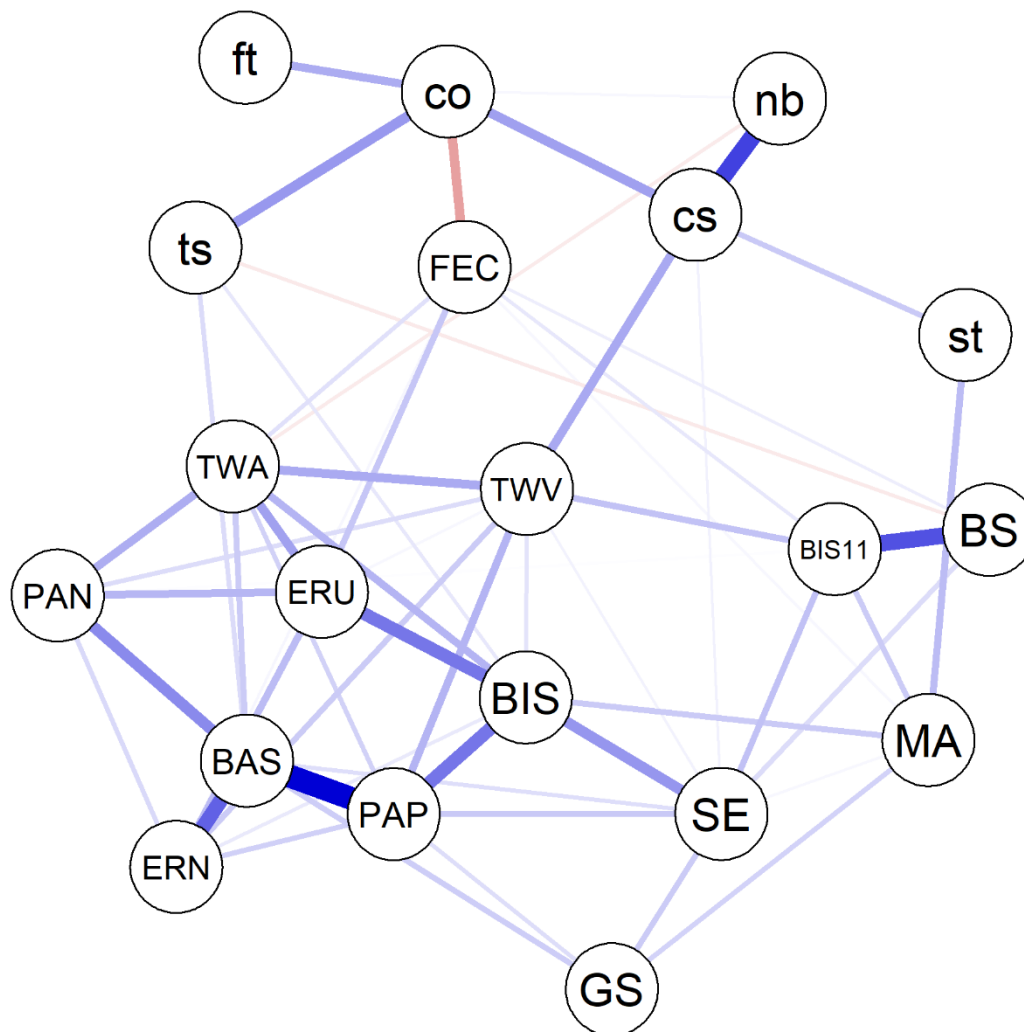 ft
co
nb
cs
ts
FEC
st
TWA
TWV
BS
BIS11
PAN
ERU
BIS
MA
BAS
PAP
SE
ERN
GS